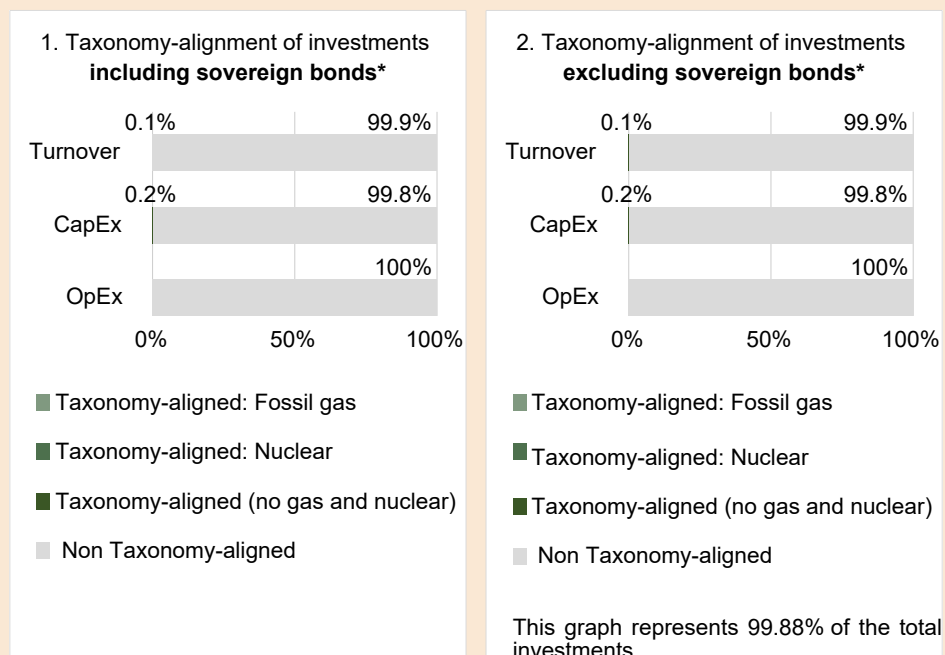 1. Taxonomy-alignment of investments
including sovereign bonds*
0.1% 99.9%
Turnover
0.2% 99.8%
CapEx
100%
OpEx
0% 50% 100%
Taxonomy-aligned: Fossil gas
Taxonomy-aligned: Nuclear
Taxonomy-aligned (no gas and nuclear)
Non Taxonomy-aligned
2. Taxonomy-alignment of investments
excluding sovereign bonds*
0.1% 99.9%
Turnover
0.2% 99.8%
CapEx
100%
OpEx
0% 50% 100%
Taxonomy-aligned: Fossil gas
Taxonomy-aligned: Nuclear
Taxonomy-aligned (no gas and nuclear)
Non Taxonomy-aligned
This graph represents 99.88% of the total
investments